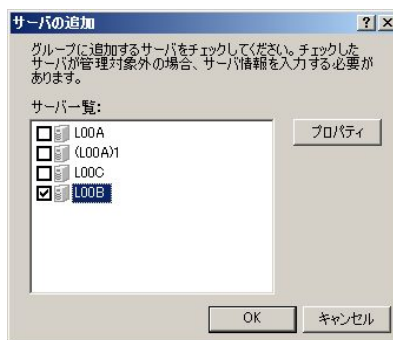 サーバの追加
グループに追加するサーバをチェックしてください。チェックした
サーバが管理対象外の場合、サーバ情報を入力する必要が
あります。
サーバ一覧:
L00A
(L00A)1
L00C
L00B
プロパティ
OK
キャンセル